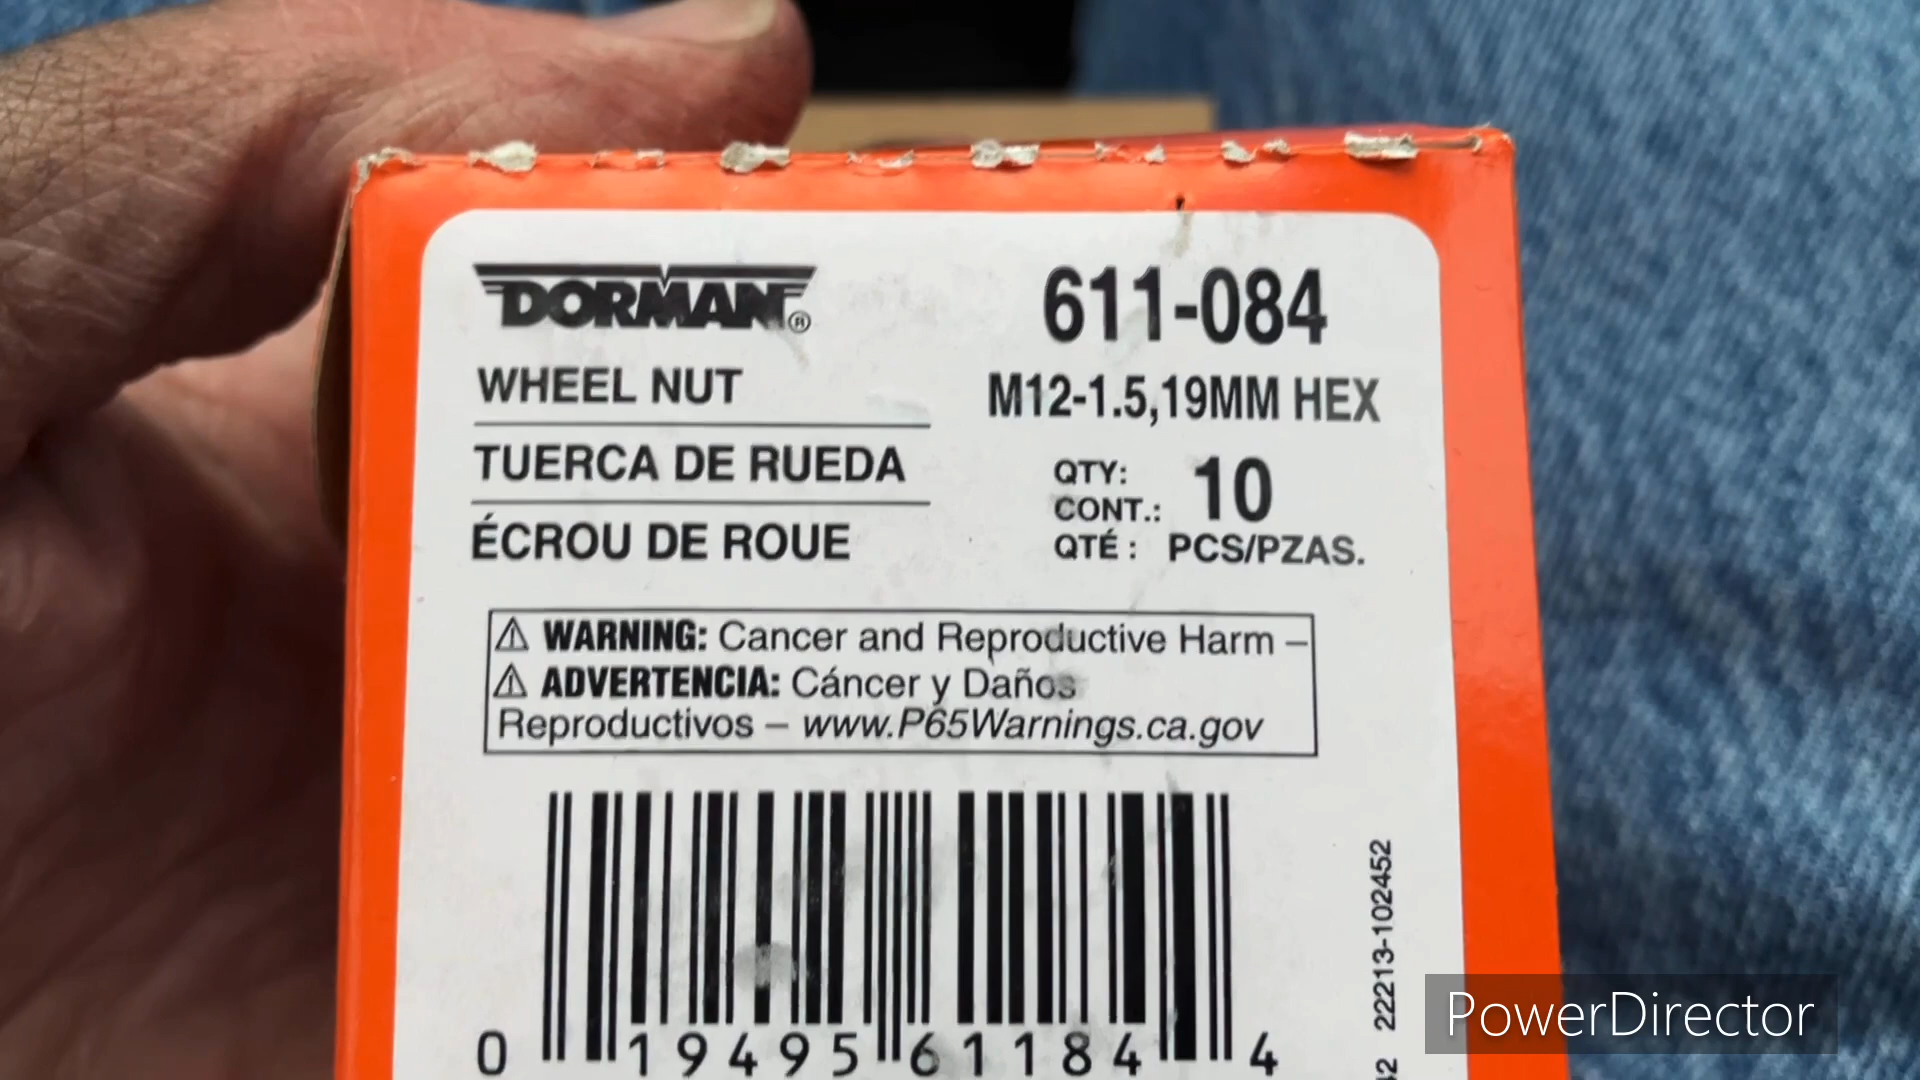 DORMAN®
611-084
WHEEL NUT
M12-1.5,19MM HEX
TUERCA DE RUEDA
ÉCROU DE ROUE
QTY:
CONT.: 10
QTÉ : PCS/PZAS.
⚠ WARNING: Cancer and Reproductive Harm –
⚠ ADVERTENCIA: Cáncer y Daños
Reproductivos – www.P65Warnings.ca.gov
0 19495 61184 4
22213-102452
PowerDirector